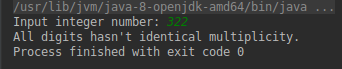 /usr/lib/jvm/java-8-openjdk-amd64/bin/java ...
Input integer number: 322
All digits hasn't identical multiplicity.
Process finished with exit code 0